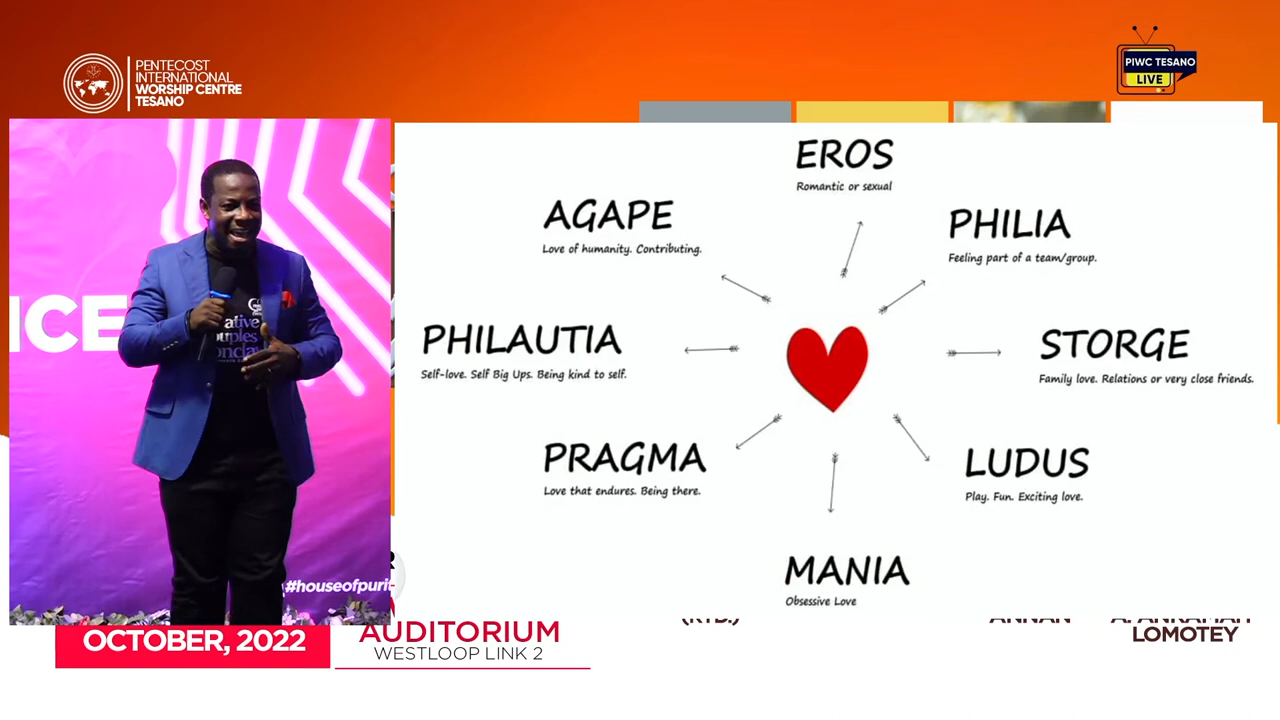 PENTECOST
INTERNATIONAL
WORSHIP CENTRE
TESANO
PIWC TESANO
LIVE
EROS
Romantic or sexual
AGAPE
Love of humanity. Contributing.
PHILIA
Feeling part of a team/group.
PHILAUTIA
Self-love. Self Big Ups. Being kind to self.
STORGE
Family love. Relations or very close friends.
PRAGMA
Love that endures. Being there.
LUDUS
Play. Fun. Exciting love.
MANIA
Obsessive Love
#houseofpurit
OCTOBER, 2022
AUDITORIUM
WESTLOOP LINK 2
LOMOTEY